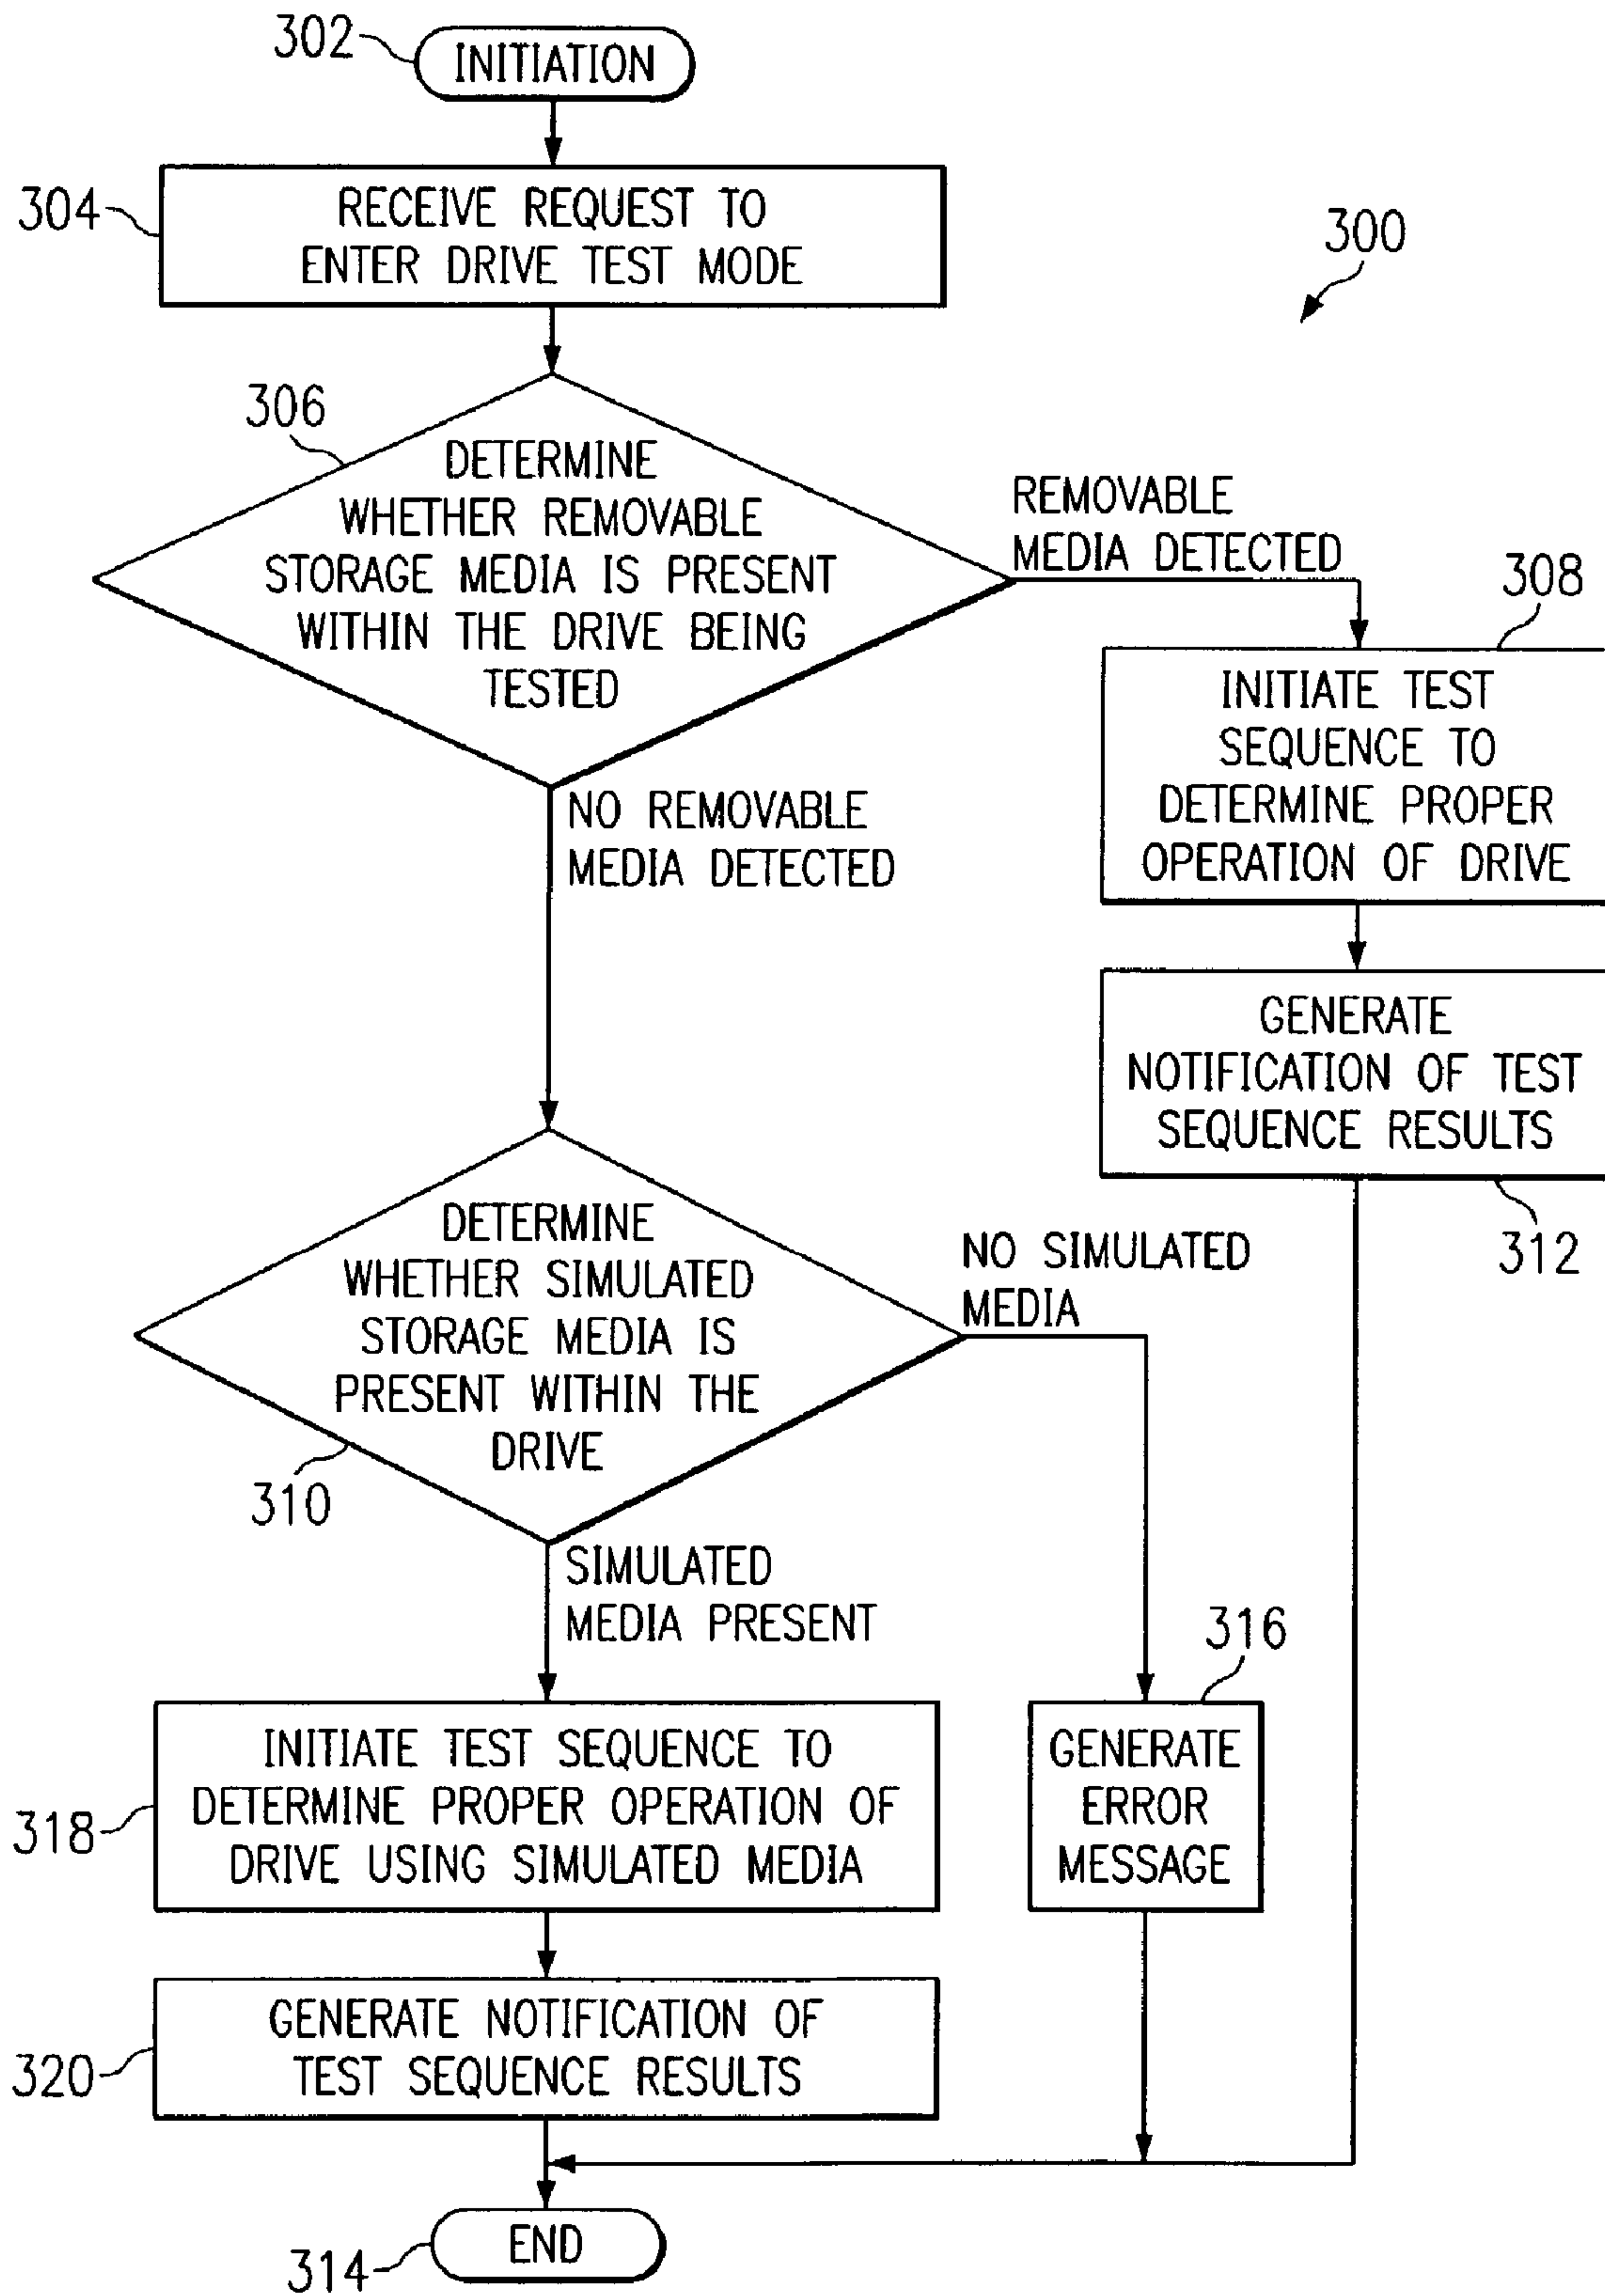 302
INITIATION
304
RECEIVE REQUEST TO
ENTER DRIVE TEST MODE
300
306
DETERMINE
WHETHER REMOVABLE
STORAGE MEDIA IS PRESENT
WITHIN THE DRIVE BEING
TESTED
REMOVABLE
MEDIA DETECTED
308
INITIATE TEST
SEQUENCE TO
DETERMINE PROPER
OPERATION OF DRIVE
NO REMOVABLE
MEDIA DETECTED
GENERATE
NOTIFICATION OF TEST
SEQUENCE RESULTS
312
DETERMINE
WHETHER SIMULATED
STORAGE MEDIA IS
PRESENT WITHIN THE
DRIVE
310
NO SIMULATED
MEDIA
SIMULATED
MEDIA PRESENT
316
GENERATE
ERROR
MESSAGE
318
INITIATE TEST SEQUENCE TO
DETERMINE PROPER OPERATION OF
DRIVE USING SIMULATED MEDIA
320
GENERATE NOTIFICATION OF
TEST SEQUENCE RESULTS
314
END